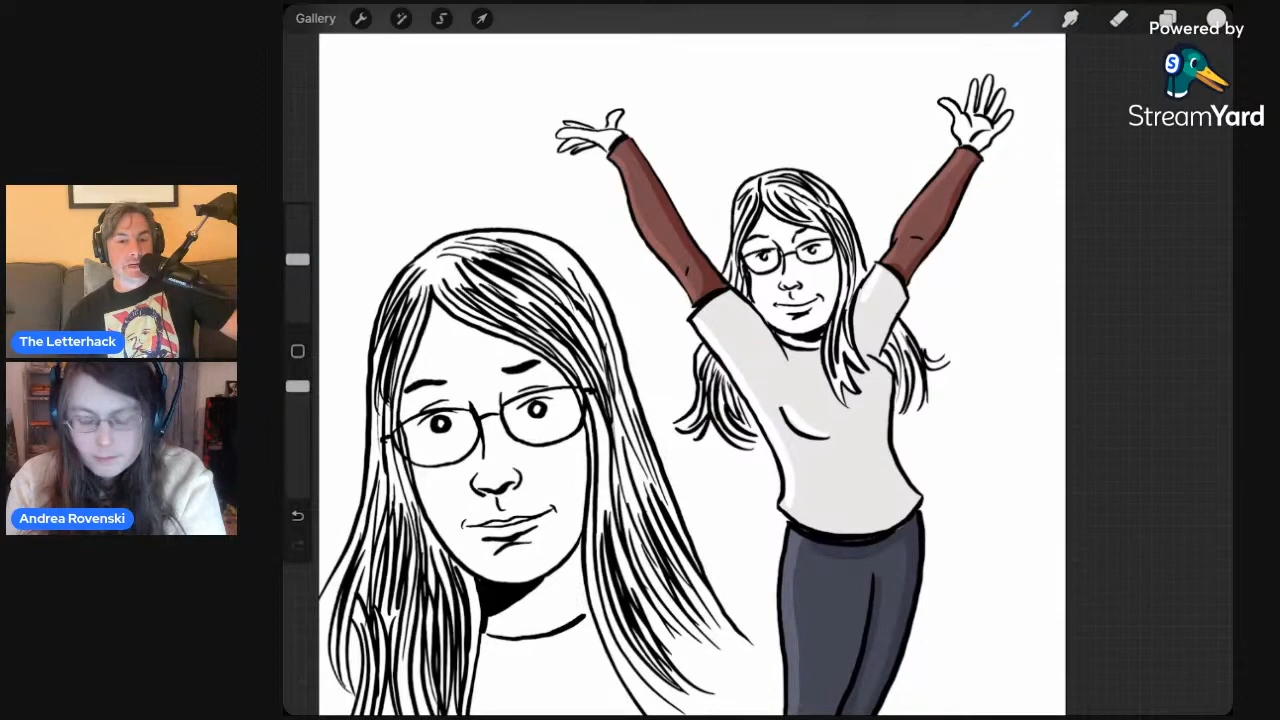 Gallery
Powered by
StreamYard
The Letterhack
Andrea Rovenski